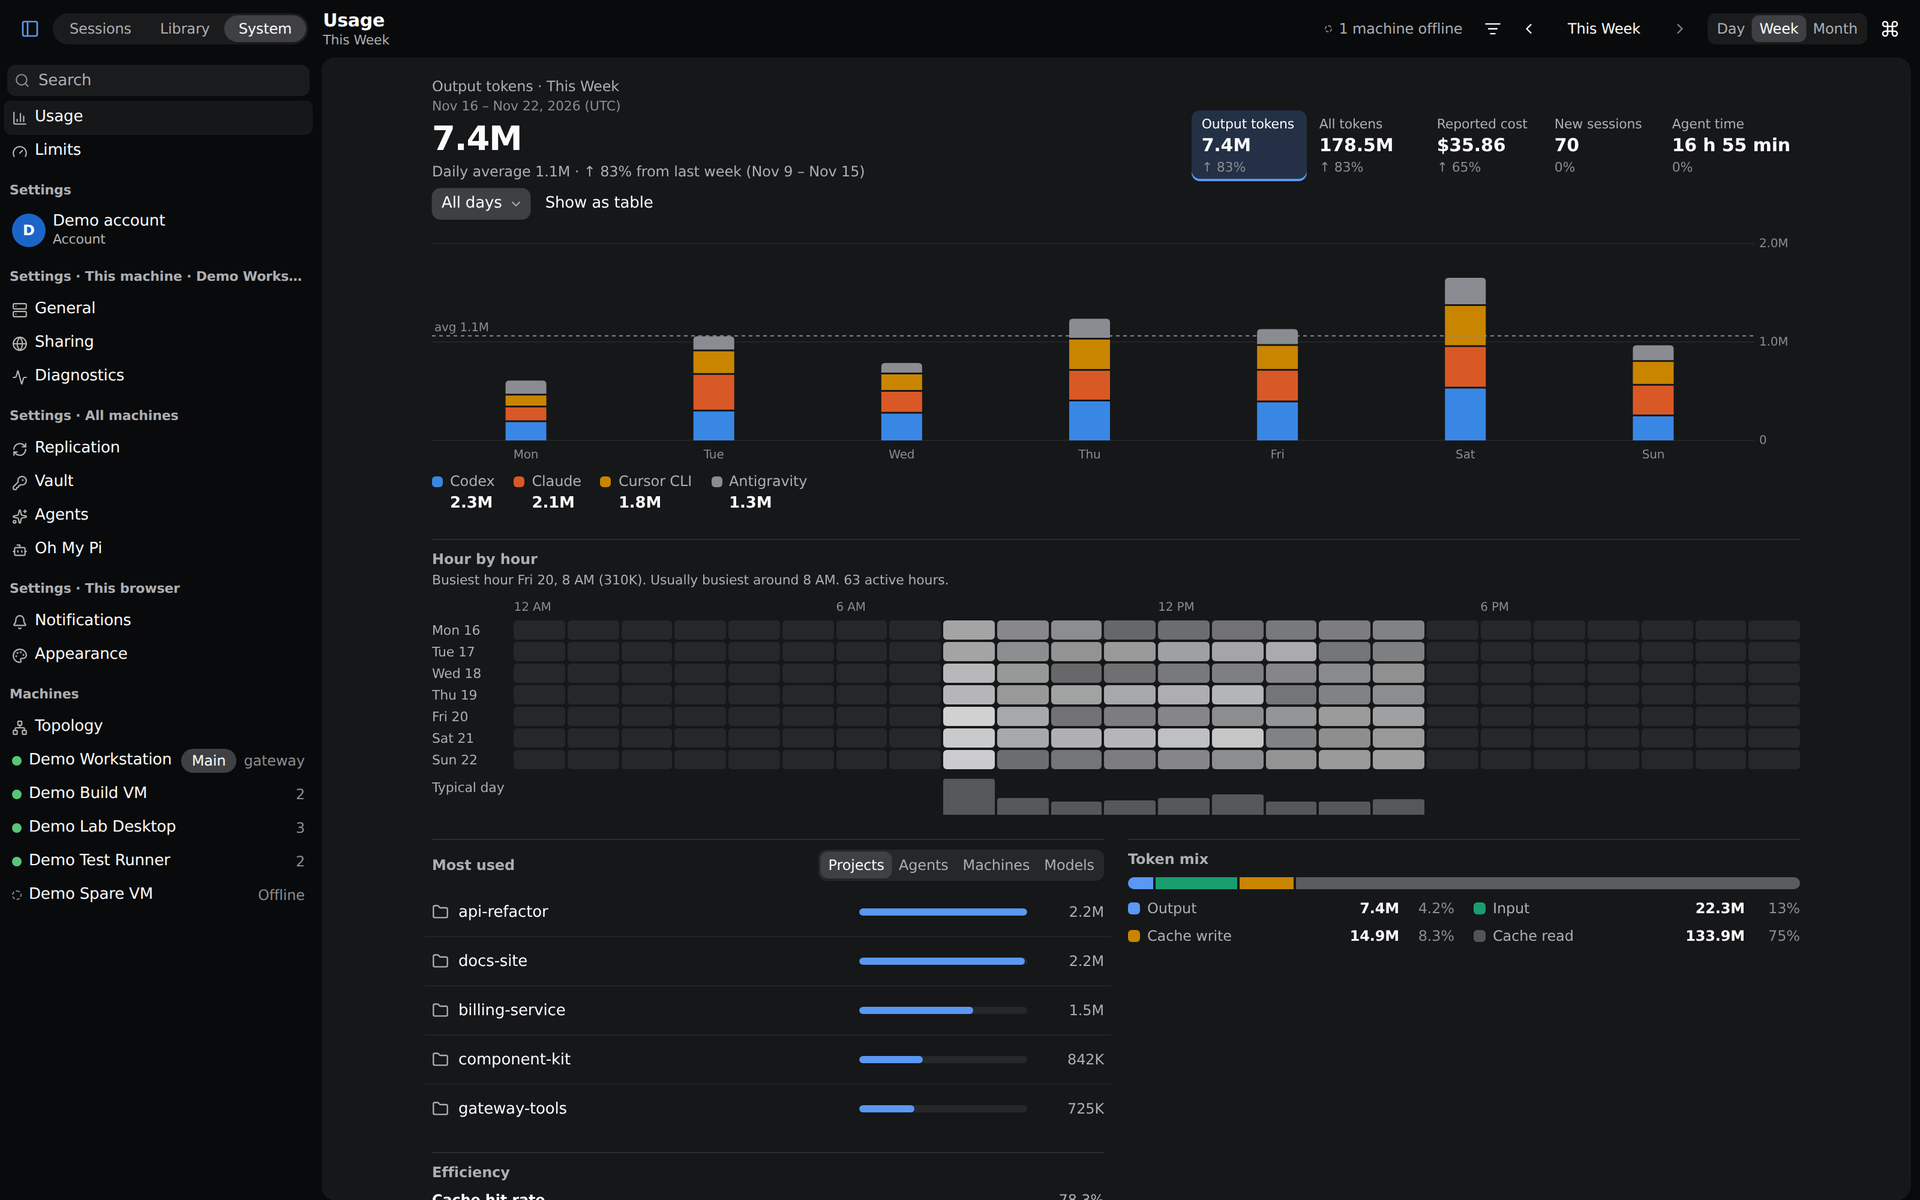 Sessions Library System
Usage
This Week
1 machine offline
This Week
Day Week Month
Search
Usage
Limits
Settings
D
Demo account
Account
Settings · This machine · Demo Works...
General
Sharing
Diagnostics
Settings · All machines
Replication
Vault
Agents
Oh My Pi
Settings · This browser
Notifications
Appearance
Machines
Topology
Demo Workstation Main gateway
Demo Build VM 2
Demo Lab Desktop 3
Demo Test Runner 2
Demo Spare VM Offline
Output tokens · This Week
Nov 16 – Nov 22, 2026 (UTC)
7.4M
Daily average 1.1M · ↑ 83% from last week (Nov 9 – Nov 15)
Output tokens
7.4M
↑ 83%
All tokens
178.5M
↑ 83%
Reported cost
$35.86
↑ 65%
New sessions
70
0%
Agent time
16 h 55 min
0%
All days Show as table
2.0M
avg 1.1M
1.0M
0
Mon Tue Wed Thu Fri Sat Sun
Codex Claude Cursor CLI Antigravity
2.3M 2.1M 1.8M 1.3M
Hour by hour
Busiest hour Fri 20, 8 AM (310K). Usually busiest around 8 AM. 63 active hours.
12 AM 6 AM 12 PM 6 PM
Mon 16
Tue 17
Wed 18
Thu 19
Fri 20
Sat 21
Sun 22
Typical day
Most used
Projects Agents Machines Models
api-refactor 2.2M
docs-site 2.2M
billing-service 1.5M
component-kit 842K
gateway-tools 725K
Token mix
Output 7.4M 4.2% Input 22.3M 13%
Cache write 14.9M 8.3% Cache read 133.9M 75%
Efficiency
Cache hit rate 78.3%